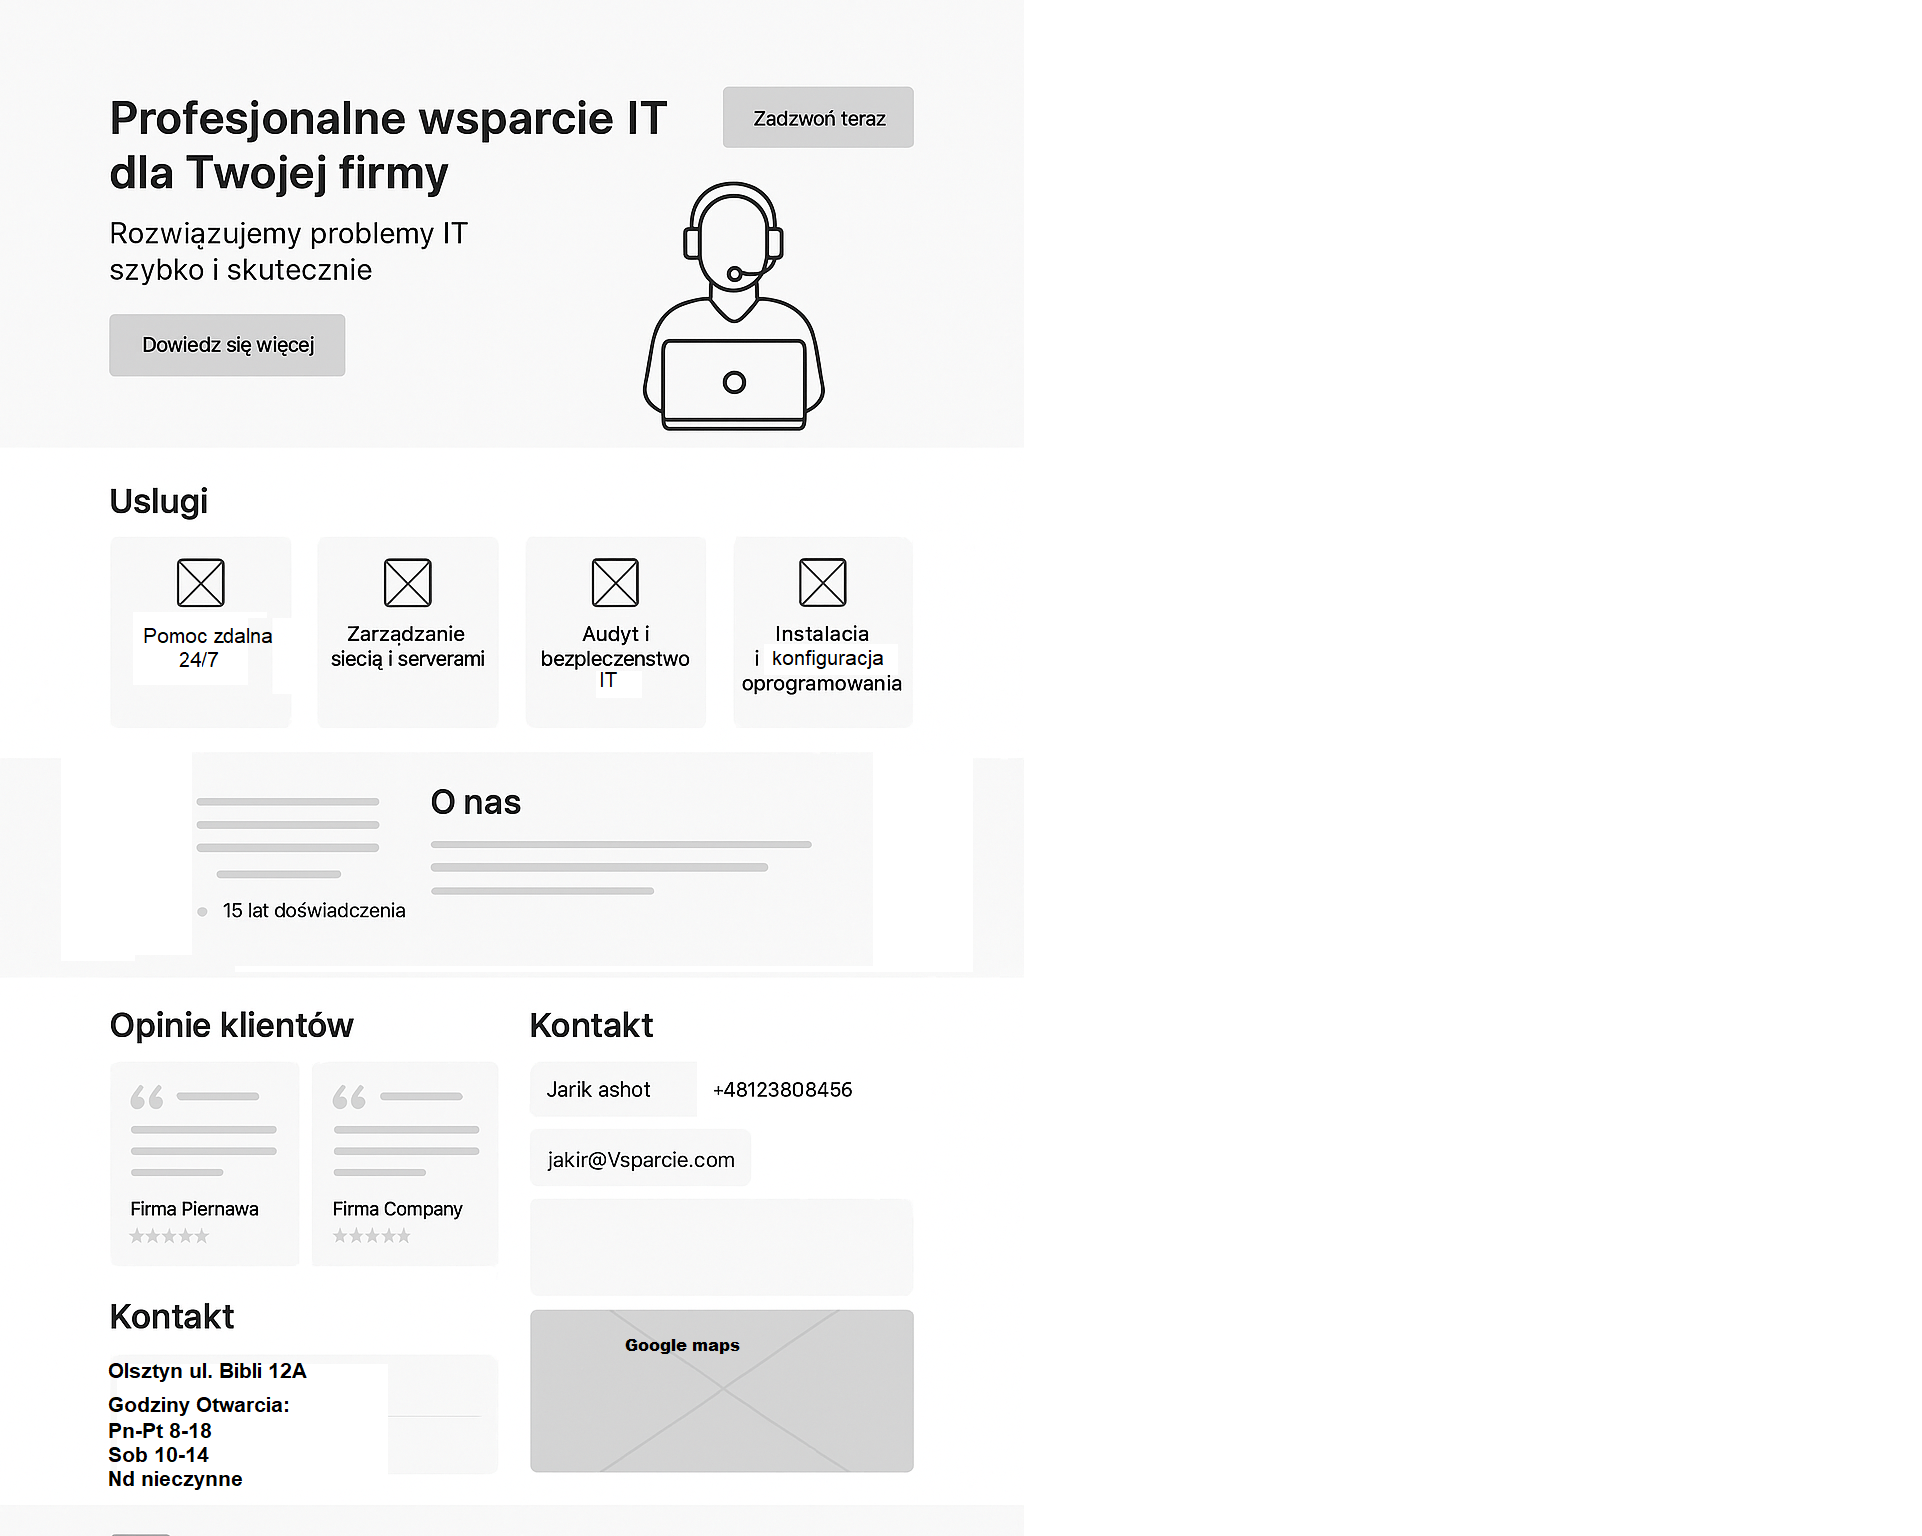 Profesjonalne wsparcie IT
dla Twojej firmy
Zadzwoń teraz
Rozwiązujemy problemy IT
szybko i skutecznie
Dowiedz się więcej
Uslugi
Pomoc zdalna
24/7
Zarządzanie
siecią i serverami
Audyt i
bezpleczenstwo
IT
Instalacia
i konfiguracja
oprogramowania
O nas
15 lat doświadczenia
Opinie klientów
Firma Piernawa
Firma Company
Kontakt
Jarik ashot
+48123808456
jakir@Vsparcie.com
Google maps
Kontakt
Olsztyn ul. Bibli 12A
Godziny Otwarcia:
Pn-Pt 8-18
Sob 10-14
Nd nieczynne